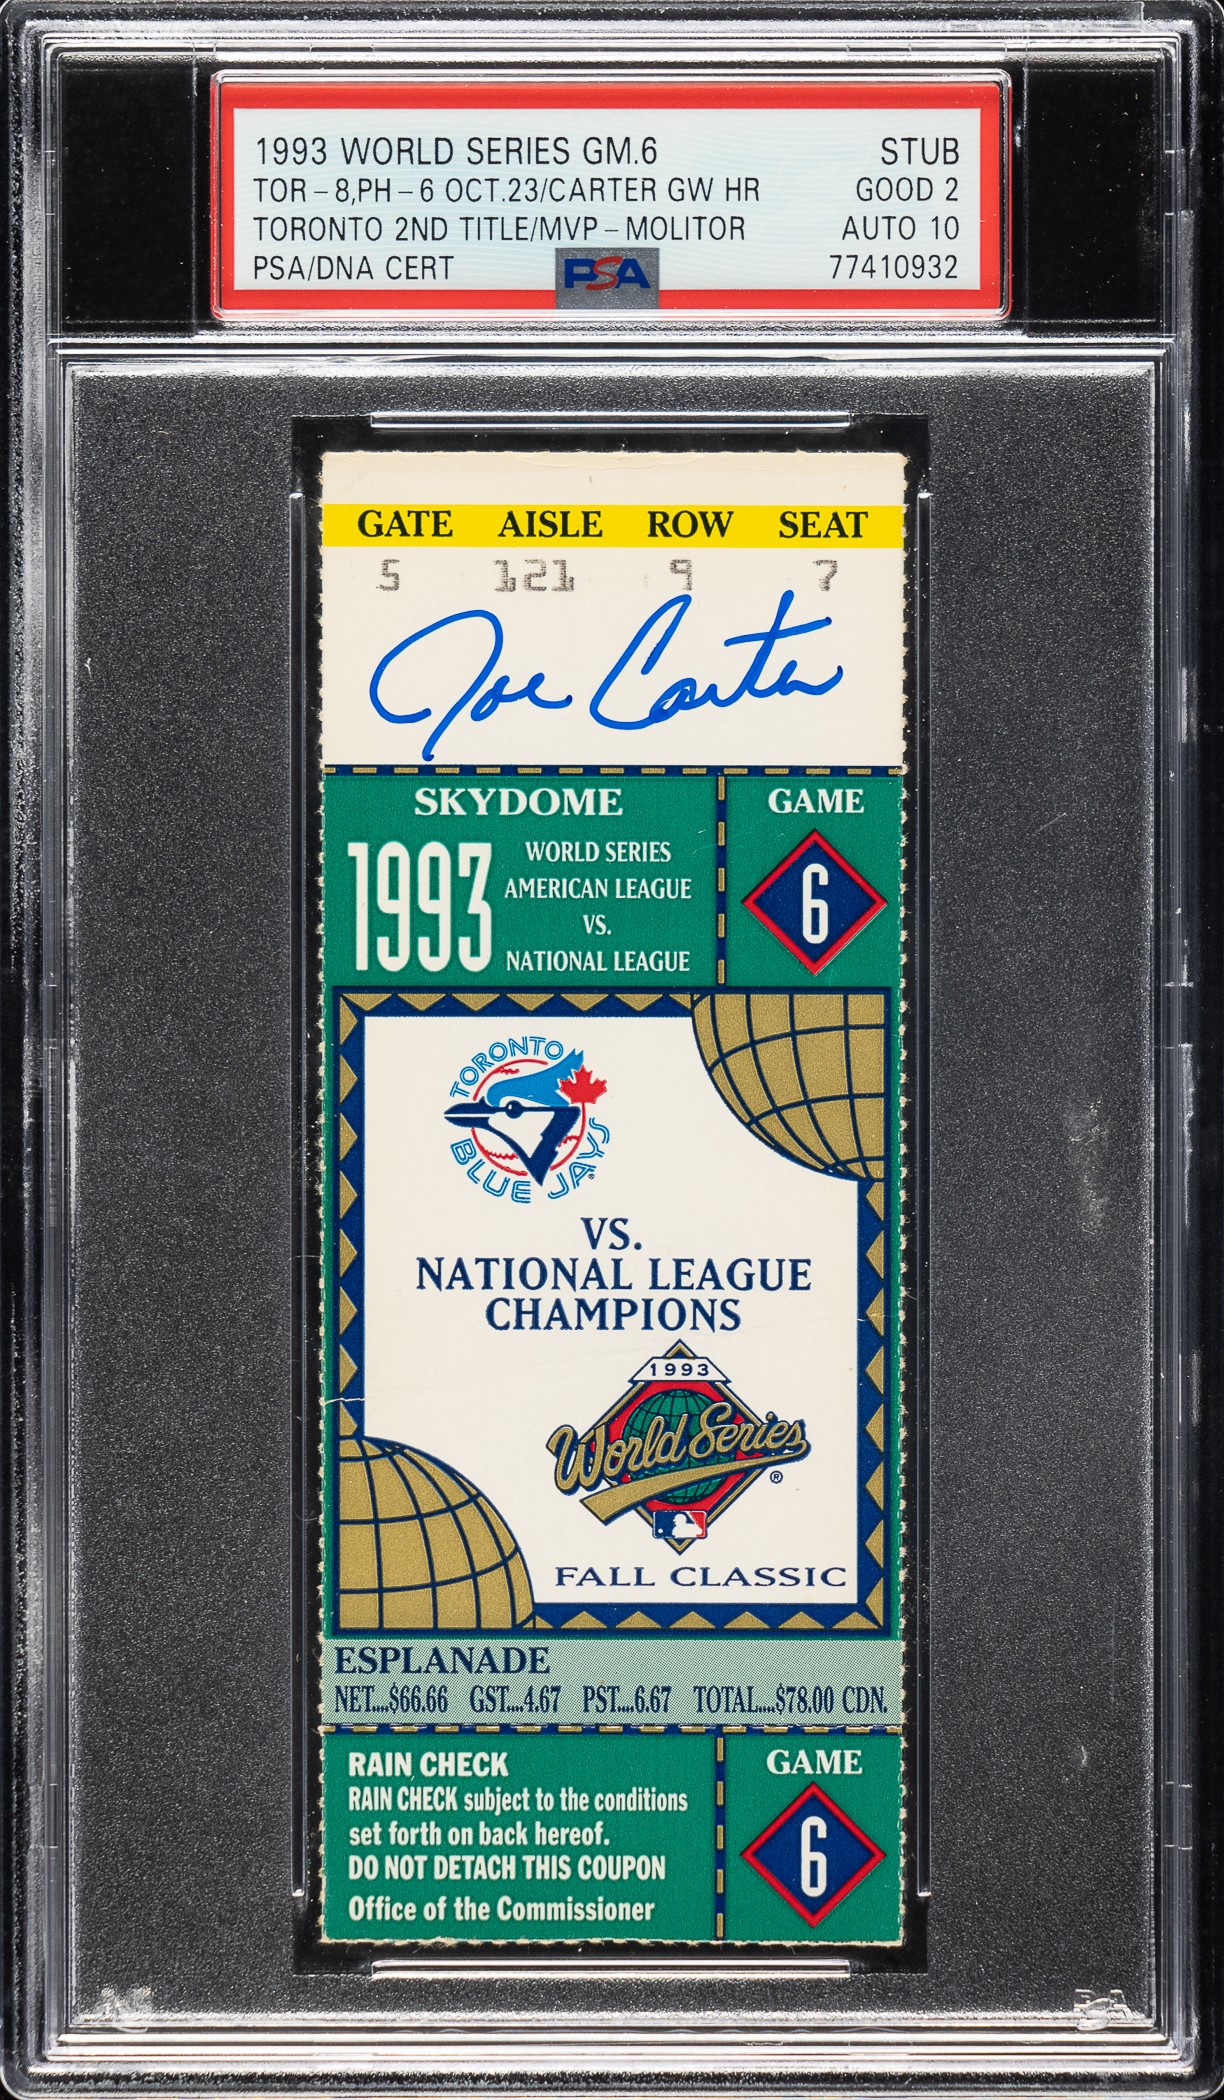 1993 WORLD SERIES GM.6 STUB
TOR-8,PH-6 OCT.23/CARTER GW HR GOOD 2
TORONTO 2ND TITLE/MVP-MOLITOR AUTO 10
PSA/DNA CERT PSA 77410932
GATE AISLE ROW SEAT
5 121 9 7
Joe Carter
SKYDOME GAME
1993 WORLD SERIES
AMERICAN LEAGUE
VS.
NATIONAL LEAGUE
6
TORONTO
BLUE JAYS
VS.
NATIONAL LEAGUE
CHAMPIONS
1993
World Series
®
FALL CLASSIC
ESPLANADE
NET....$66.66 GST....4.67 PST....6.67 TOTAL....$78.00 CDN.
RAIN CHECK GAME
RAIN CHECK subject to the conditions
set forth on back hereof.
DO NOT DETACH THIS COUPON
Office of the Commissioner
6
PSA